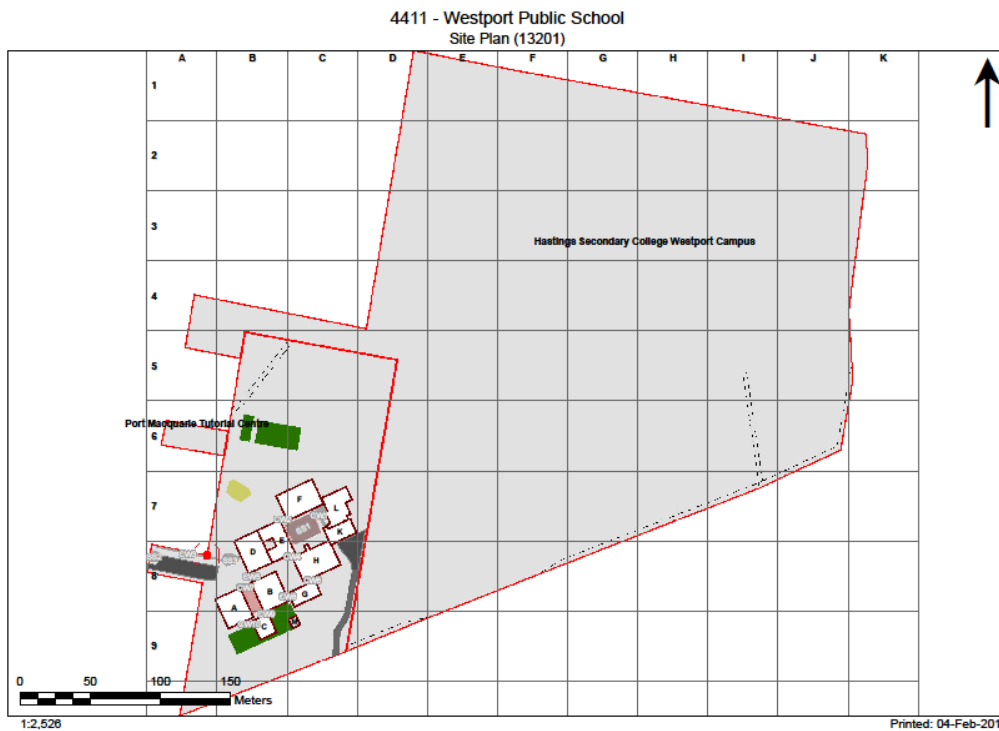 4411 - Westport Public School
Site Plan (13201)
A B C D E F G H I J K
1
2
3
Hastings Secondary College Westport Campus
4
5
Port Macquarie Tutorial Centre
6
7
F
L
SS1
K
E
D
H
8
B
G
A
C
M
9
0 50 100 150
Meters
1:2,526
Printed: 04-Feb-201